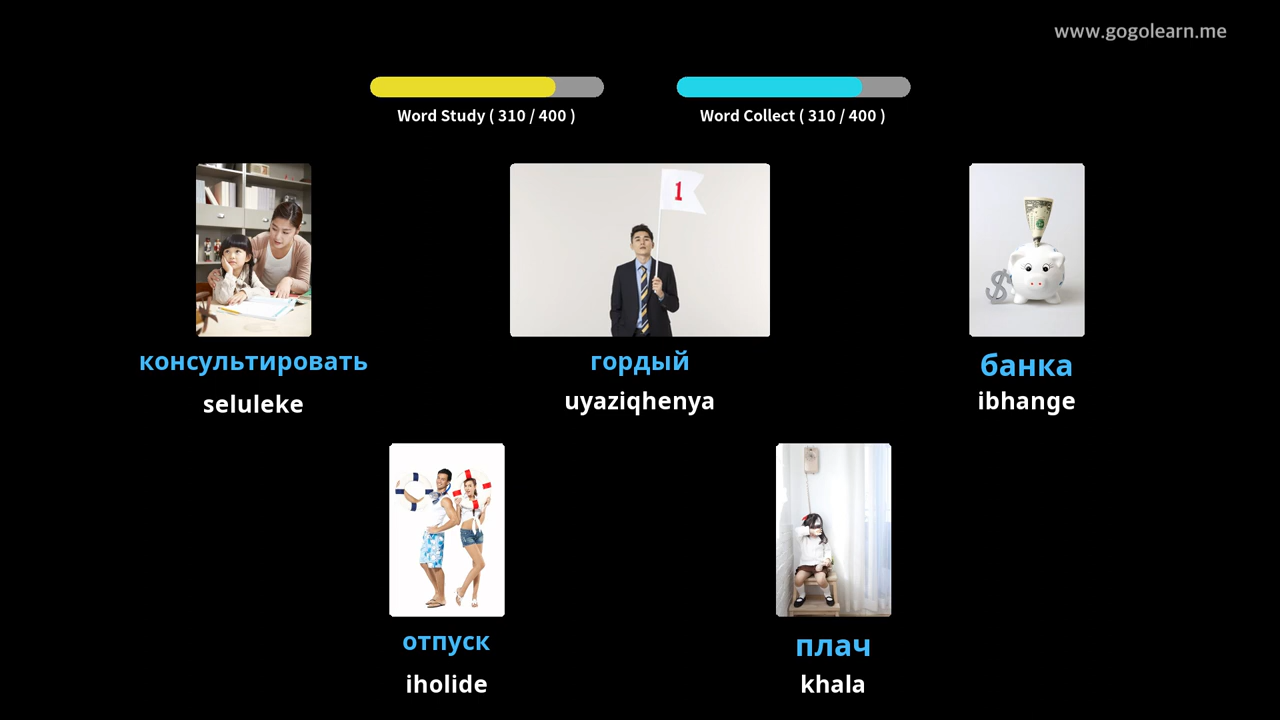 www.gogolearn.me
Word Study ( 310 / 400 )
Word Collect ( 310 / 400 )
1
консультировать
seluleke
гордый
uyaziqhenya
банка
ibhange
отпуск
iholide
плач
khala